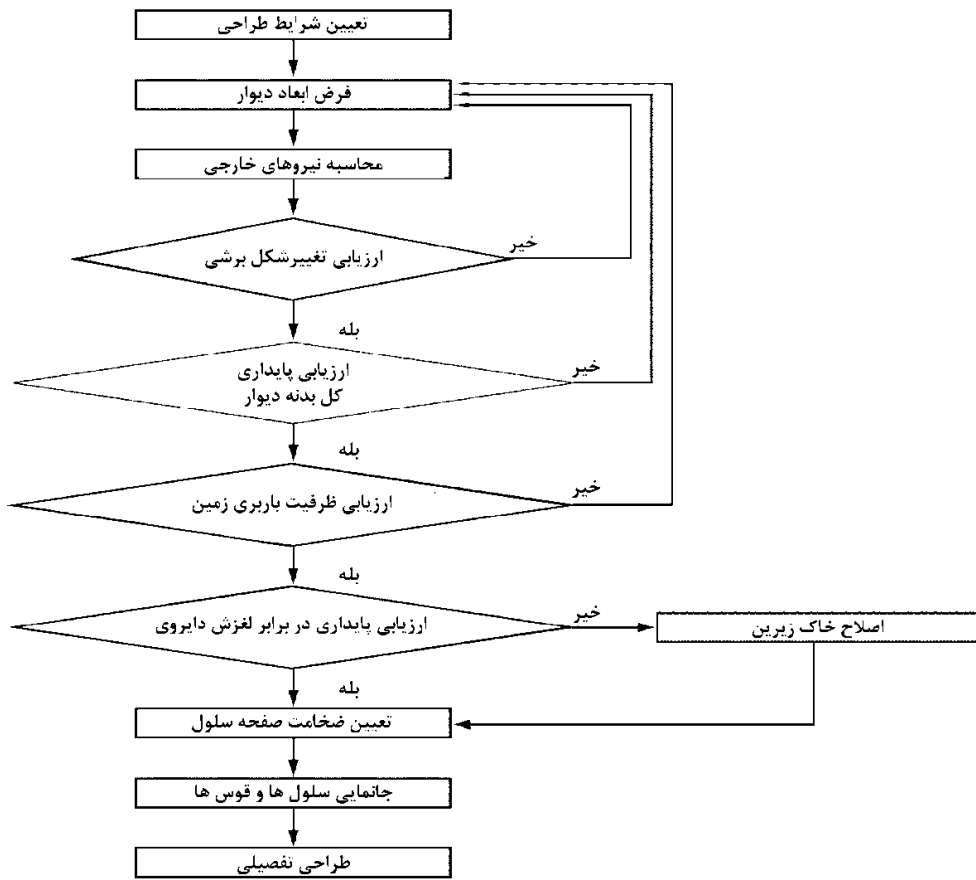 تعیین شرایط طراحی
فرض ابعاد دیوار
محاسبه نیروهای خارجی
ارزیابی تغییرشکل برشی
خیر
بله
ارزیابی پایداری
کل بدنه دیوار
خیر
بله
ارزیابی ظرفیت باربری زمین
خیر
بله
ارزیابی پایداری در برابر لغزش دایروی
خیر
اصلاح خاک زیرین
بله
تعیین ضخامت صفحه سلول
جانمایی سلول ها و قوس ها
طراحی تفصیلی